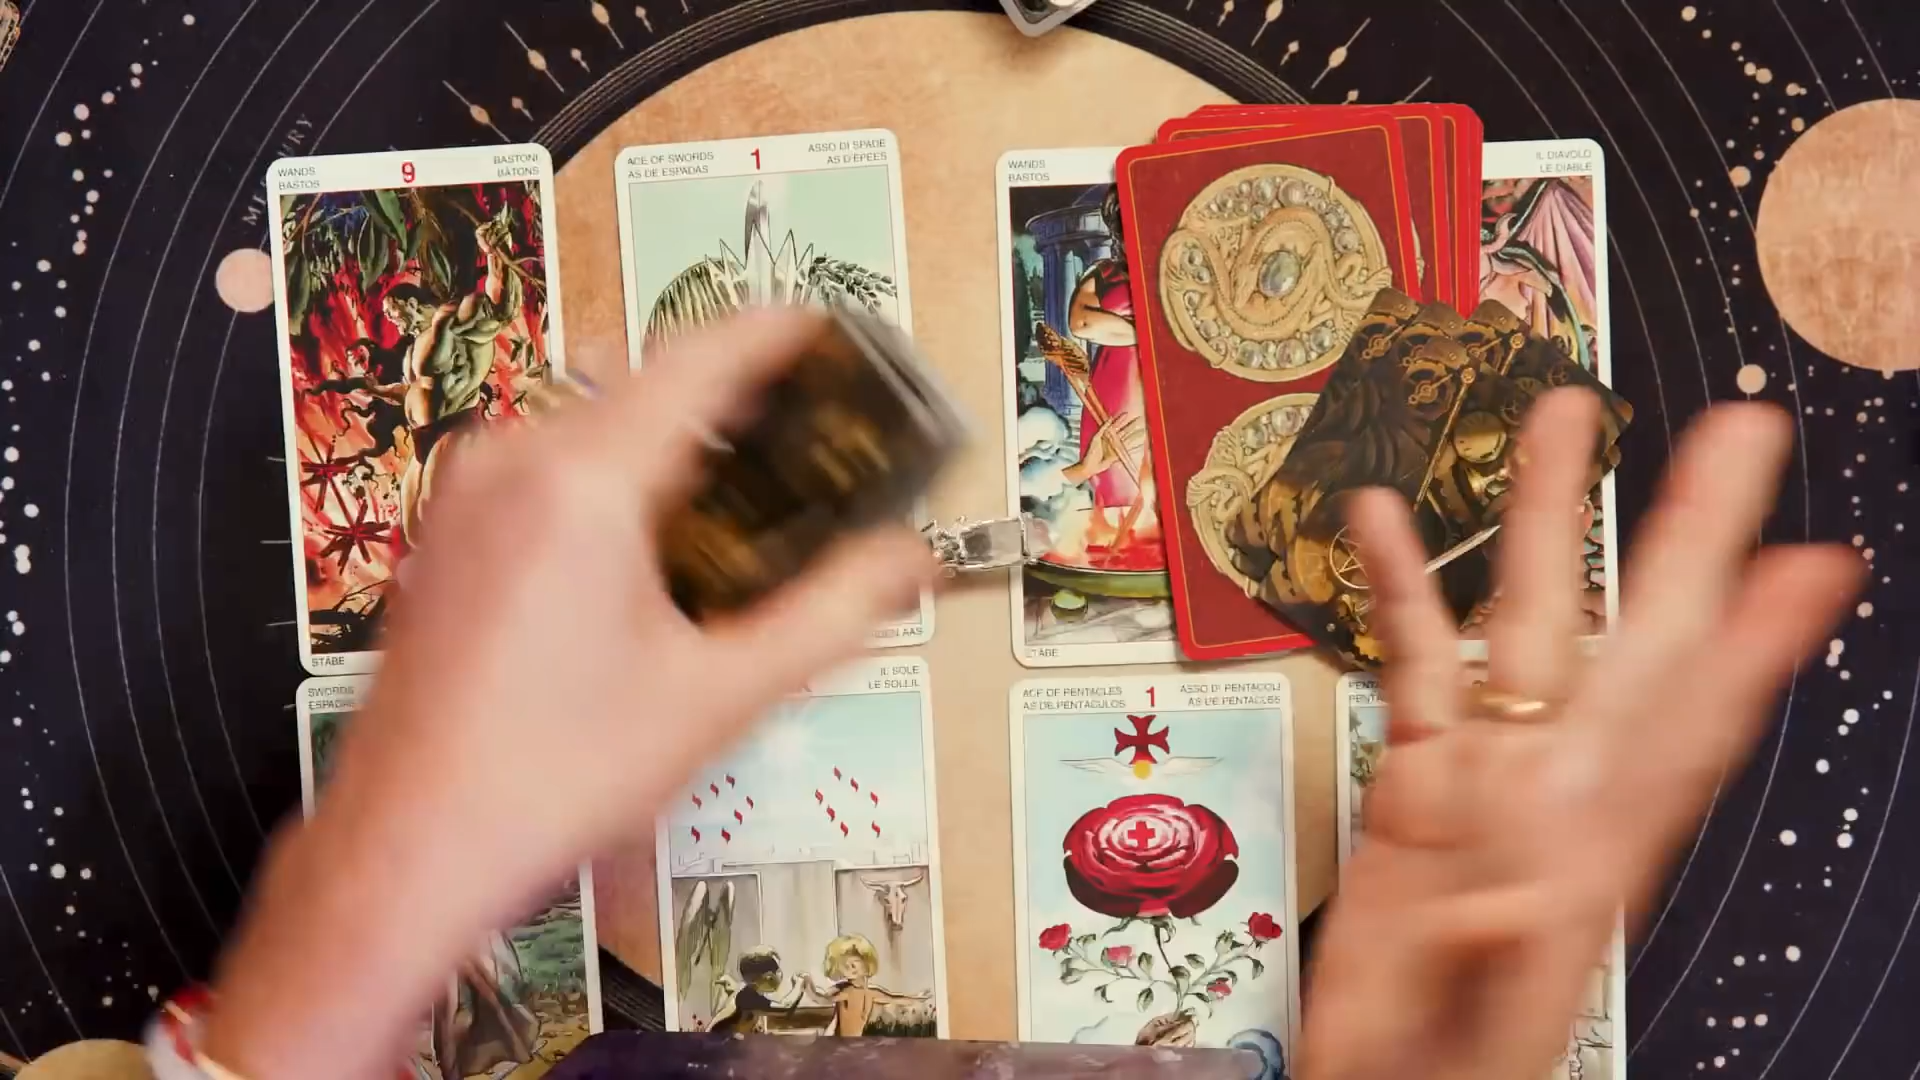 WANDS
BASTOS
9
BASTONI
BÂTONS
STÄBE
ACE OF SWORDS
AS DE ESPADAS
1
ASSO DI SPADE
AS D'EPEES
AAS
WANDS
BASTOS
STÄBE
IL DIAVOLO
LE DIABLE
SWORDS
IL SOLE
LE SOLEIL
ACE OF PENTACLES
AS DE PENTACULOS
1
ASSO DI PENTACOLI
AS DE PENTACLES